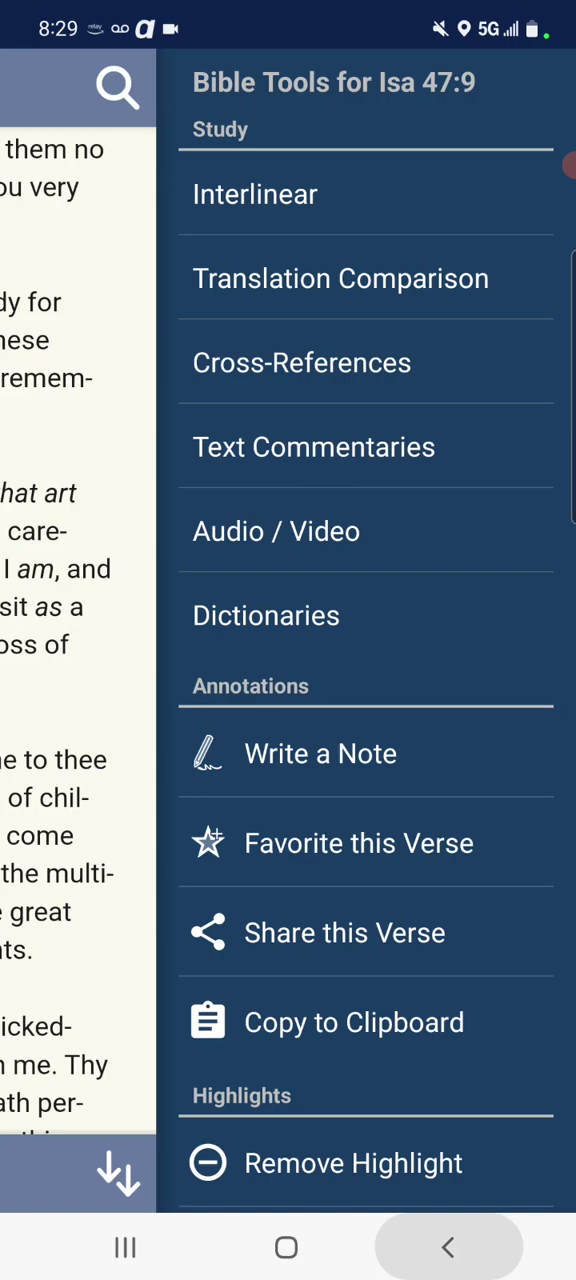 8:29
5G
them no
ou very
dy for
hese
remem-
hat art
care-
I am, and
sit as a
oss of
e to thee
of chil-
come
the multi-
e great
nts.
icked-
n me. Thy
ath per-
Bible Tools for Isa 47:9
Study
Interlinear
Translation Comparison
Cross-References
Text Commentaries
Audio / Video
Dictionaries
Annotations
Write a Note
Favorite this Verse
Share this Verse
Copy to Clipboard
Highlights
Remove Highlight